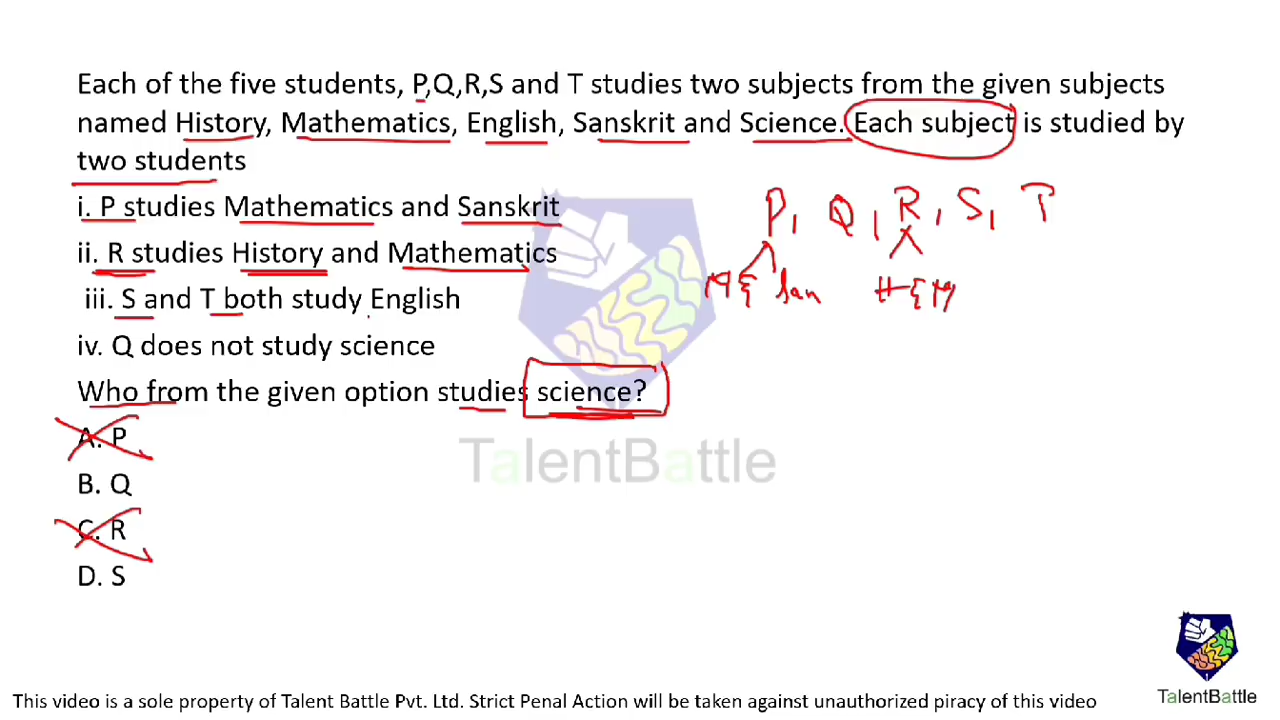 Each of the five students, P,Q,R,S and T studies two subjects from the given subjects
named History, Mathematics, English, Sanskrit and Science. Each subject is studied by
two students
i. P studies Mathematics and Sanskrit
ii. R studies History and Mathematics
iii. S and T both study English
iv. Q does not study science
Who from the given option studies science?
A. P
B. Q
C. R
D. S
P, Q, R, S, T
M & San H & M
TalentBattle
TalentBattle
This video is a sole property of Talent Battle Pvt. Ltd. Strict Penal Action will be taken against unauthorized piracy of this video